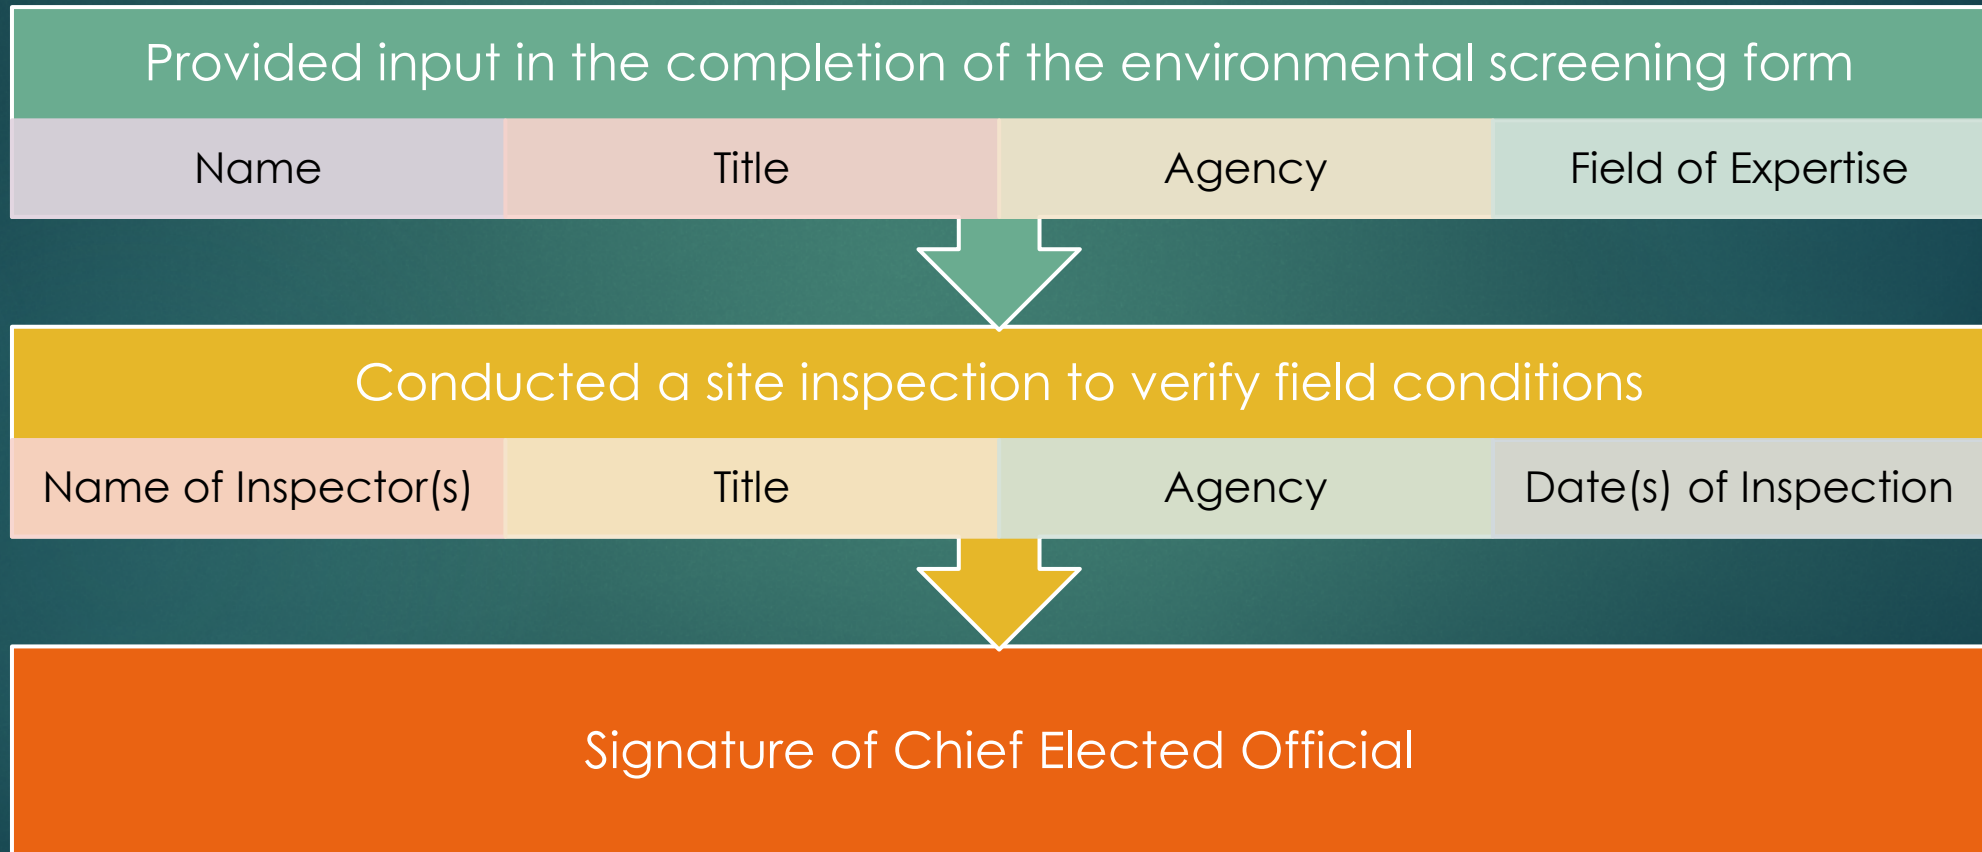 Provided input in the completion of the environmental screening form
Name Title Agency Field of Expertise
Conducted a site inspection to verify field conditions
Name of Inspector(s) Title Agency Date(s) of Inspection
Signature of Chief Elected Official